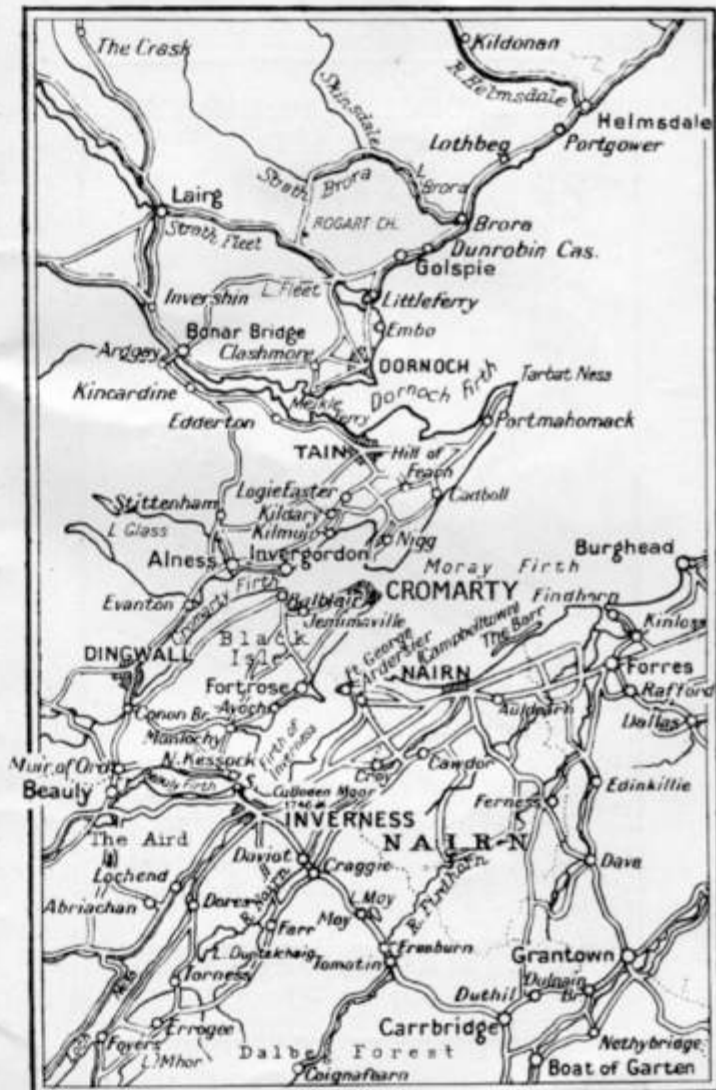 The Crask
Kildonan
R. Helmsdale
Helmsdale
Skinsdale
Portgower
Lothbeg
Strath Brora
L. Brora
Lairg
Brora
Strath Fleet
ROGART CH.
Dunrobin Cas.
Golspie
L. Fleet
Invershin
Littleferry
Bonar Bridge
Embo
Clashmore
Ardgay
DORNOCH
Tarbat Ness
Kincardine
Meikle Ferry
Dornoch Firth
Edderton
Portmahomack
TAIN
Hill of Fearn
Logie Easter
Cadboll
Stittenham
Kildary
L. Glass
Kilmuir
Nigg
Alness
Invergordon
Moray Firth
Burghead
Evanton
Cromarty Firth
Balblair
CROMARTY
Findhorn
Jemimaville
Kinloss
Black Isle
Ft. George
Ardersier
Campbelltown
The Bar
DINGWALL
NAIRN
Forres
Fortrose
Rafford
Conon Br.
Avoch
Auldearn
Dallas
Munlochy
Firth of Inverness
Muir of Ord
N. Kessock
Croy
Cawdor
Beauly
Beauly Firth
Culloden Moor
1746
Edinkillie
Ferness
INVERNESS
The Aird
NAIRN
Daviot
Craggie
Dave
Lochend
R. Nairn
Abriachan
Dores
L. Moy
Moy
R. Findhorn
Farr
L. Duntelchaig
Freeburn
Grantown
Tomatin
Torness
Dulnain Br.
Duthil
Errogee
Carrbridge
Foyers
Nethybridge
L. Mhor
Dalbeg Forest
Boat of Garten
Coignafearn